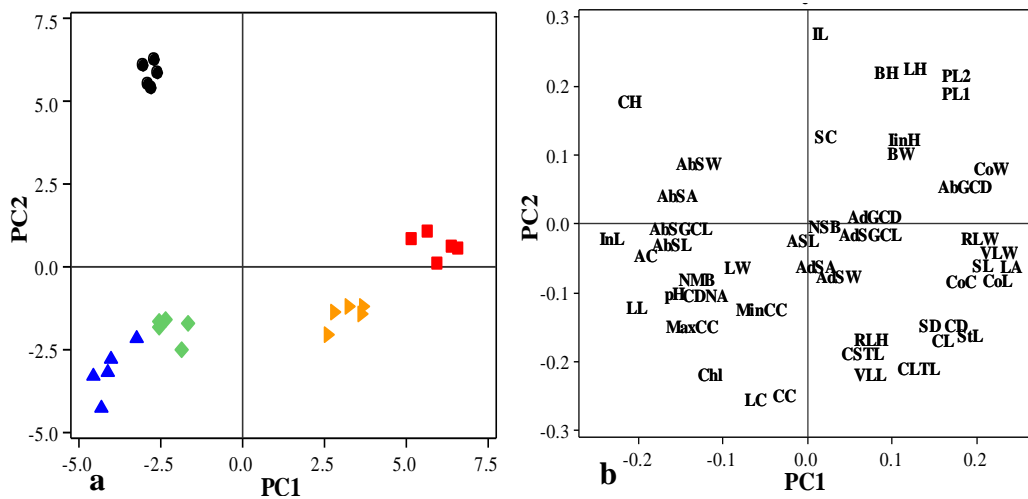 7.5
5.0
2.5
0.0
-2.5
-5.0
PC2
-5.0 -2.5 0.0 2.5 5.0 7.5
a PC1
0.3
0.2
0.1
0.0
-0.1
-0.2
-0.3
PC2
IL
BH LH PL2
PL1
CH
SC IinH
BW
AbSW CoW
AbSA AbGCD
AdGCD
AbSGCL NSB AdSGCL
InL AbSL ASL RLW
AC VLW
LW AdSA SL LA
NMB AdSW CoC CoL
pH CDNA
LL MinCC
MaxCC SD CD
RLH CL StL
CSTL
Chl VLL CLTL
LC CC
-0.2 -0.1 0.0 0.1 0.2
b PC1